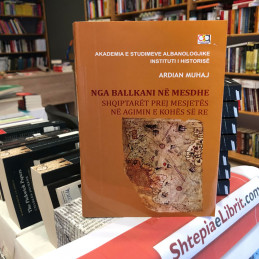 AKADEMIA E STUDIMEVE ALBANOLOGJIKE
INSTITUTI I HISTORISË
ARDIAN MUHAJ
NGA BALLKANI NË MESDHE
SHQIPTARËT PREJ MESJETËS
NË AGIMIN E KOHËS SË RE
ShtepiaeLibrit.com